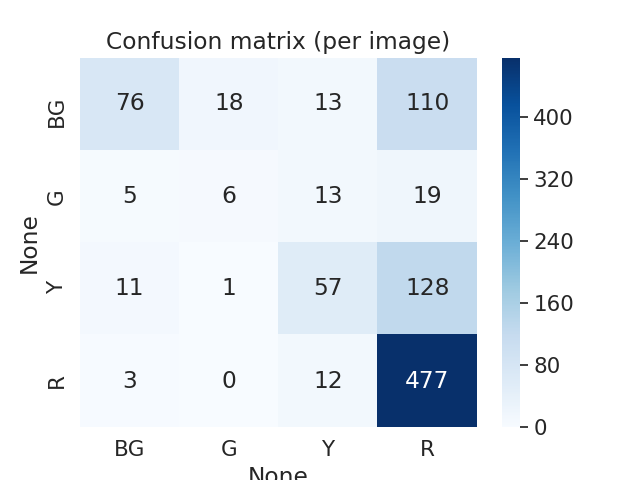 Confusion matrix (per image)
BG 76 18 13 110
G 5 6 13 19
Y 11 1 57 128
R 3 0 12 477
BG G Y R
None
None
400
320
240
160
80
0